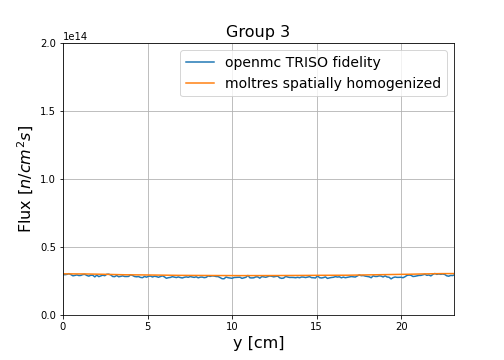 Group 3
1e14
openmc TRISO fidelity
moltres spatially homogenized
2.0
1.5
1.0
0.5
0.0
Flux [n/cm²s]
0 5 10 15 20
y [cm]